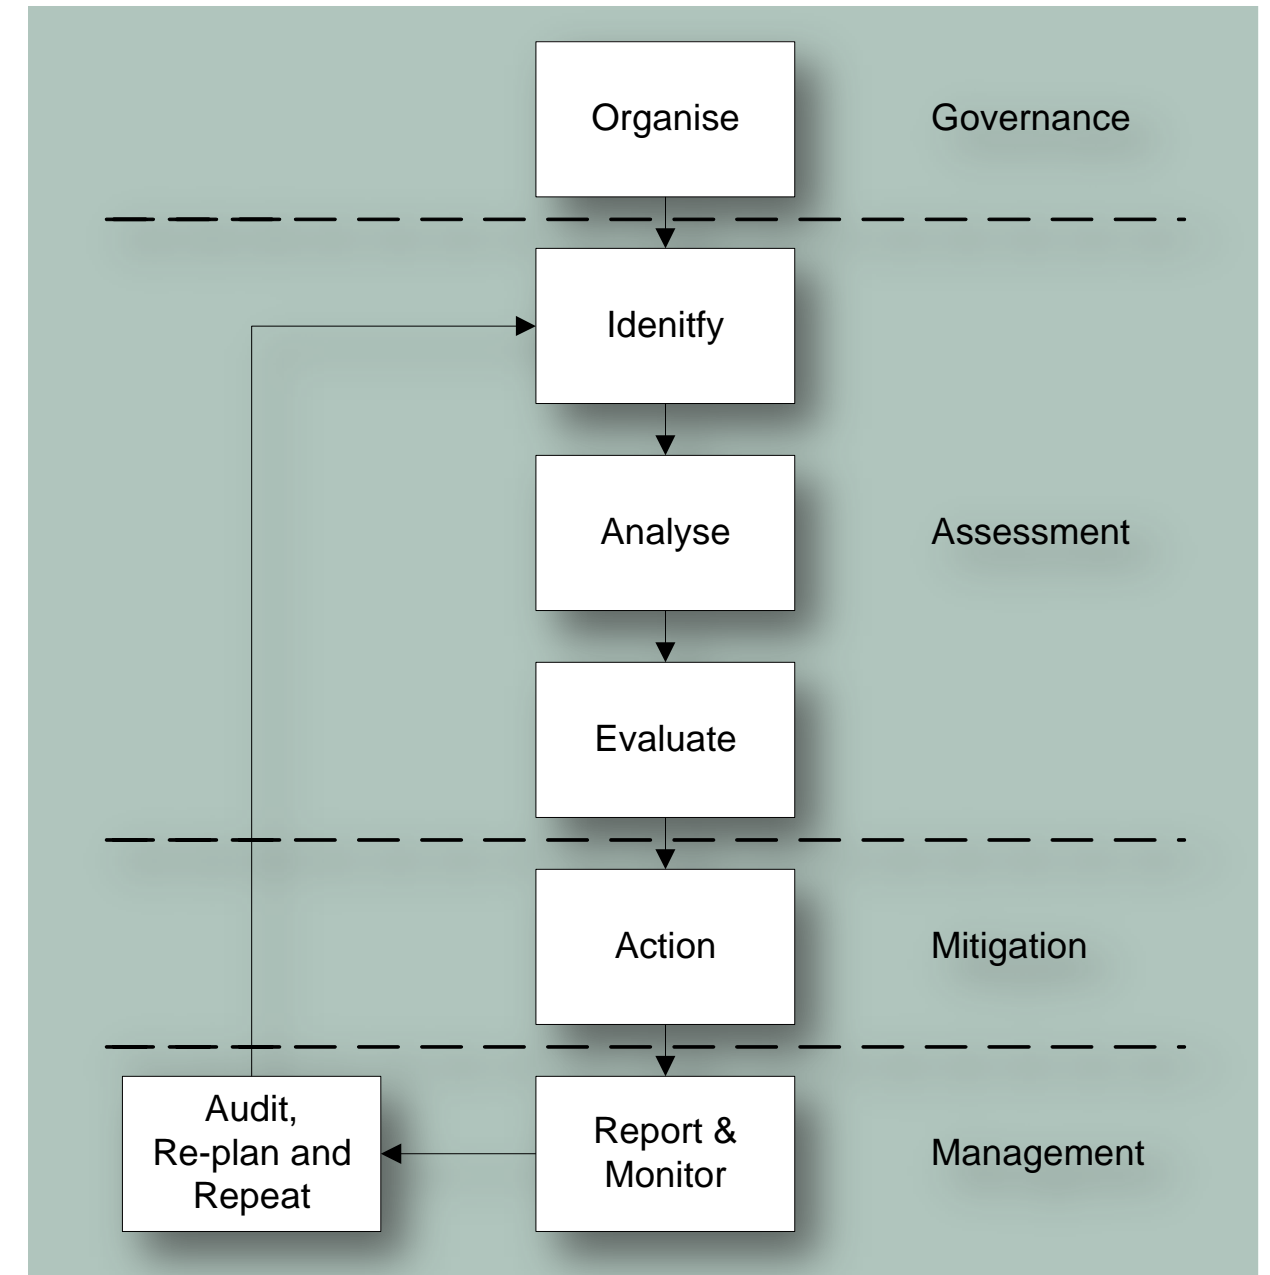 Organise
Governance
Idenitfy
Analyse
Assessment
Evaluate
Action
Mitigation
Audit,
Re-plan and
Repeat
Report &
Monitor
Management